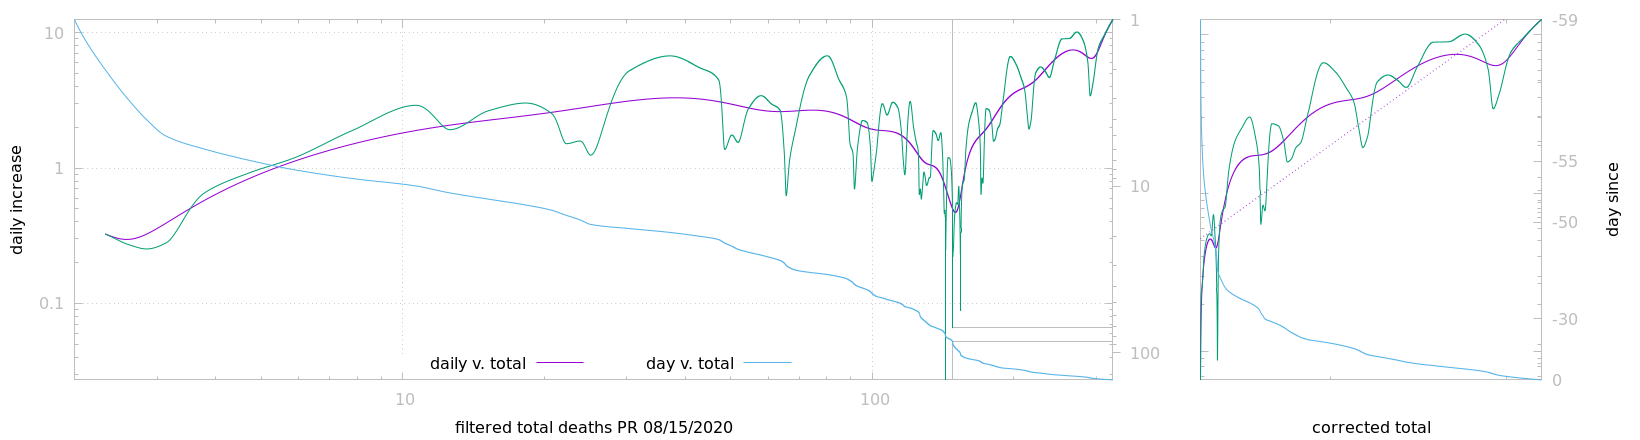 10
1
0.1
daily increase
daily v. total
day v. total
10
100
filtered total deaths PR 08/15/2020
1
10
100
-59
-55
-50
-30
0
day since
corrected total